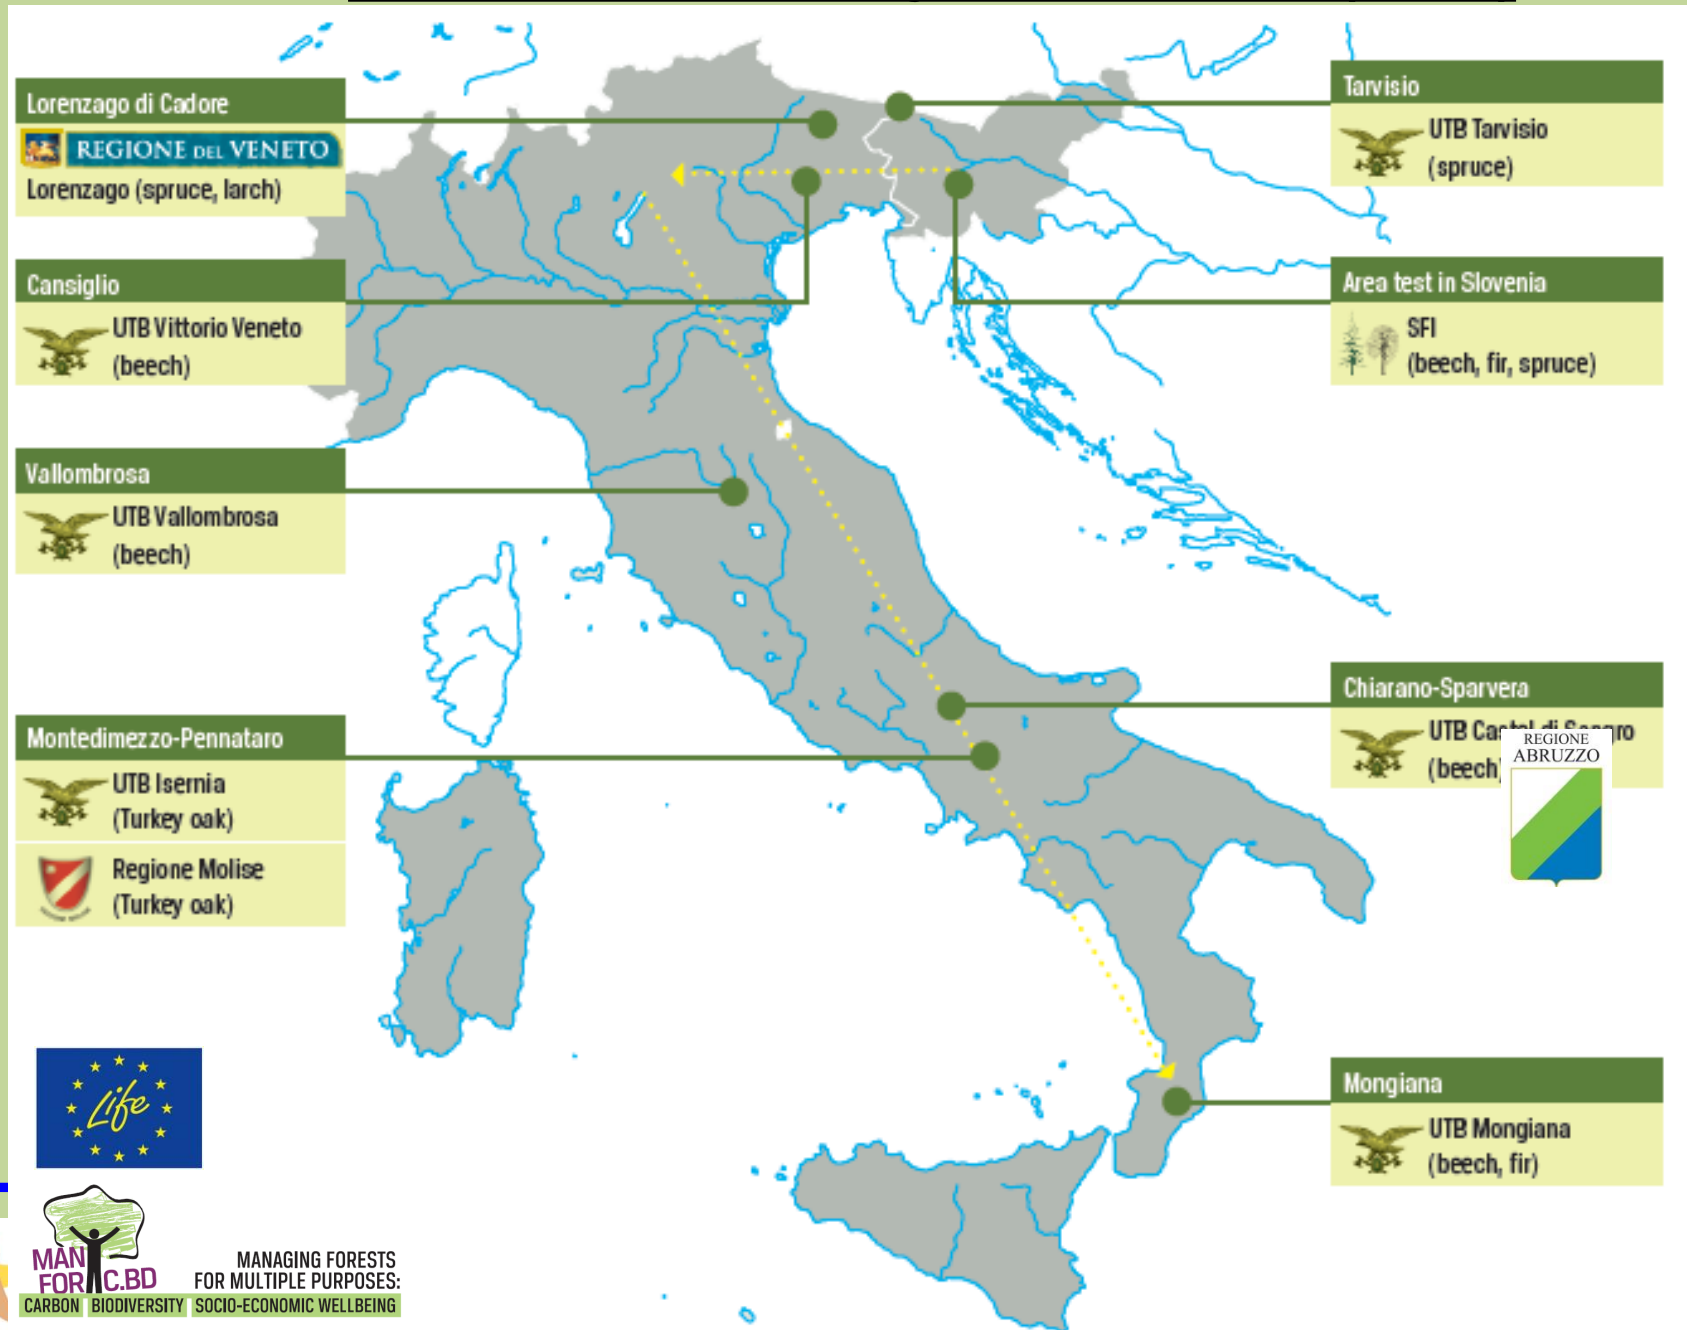 Lorenzago di Cadore
REGIONE DEL VENETO
Lorenzago (spruce, larch)
Cansiglio
UTB Vittorio Veneto
(beech)
Vallombrosa
UTB Vallombrosa
(beech)
Montedimezzo-Pennataro
UTB Isernia
(Turkey oak)
Regione Molise
(Turkey oak)
Tarvisio
UTB Tarvisio
(spruce)
Area test in Slovenia
SFI
(beech, fir, spruce)
Chiarano-Sparvera
UTB
(beech)
REGIONE
ABRUZZO
Mongiana
UTB Mongiana
(beech, fir)
Life
MAN
FOR C.BD
MANAGING FORESTS
FOR MULTIPLE PURPOSES:
CARBON BIODIVERSITY SOCIO-ECONOMIC WELLBEING